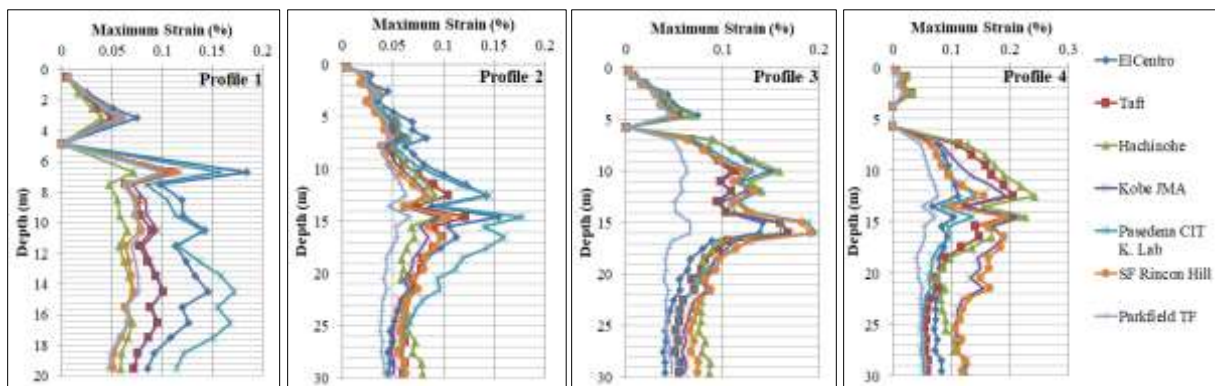 Maximum Strain (%)
0 0.05 0.1 0.15 0.2
Profile 1
Depth (m)
0
2
4
6
8
10
12
14
16
18
20
Maximum Strain (%)
0 0.05 0.1 0.15 0.2
Profile 2
Depth (m)
0
5
10
15
20
25
30
Maximum Strain (%)
0 0.1 0.2
Profile 3
Depth (m)
0
5
10
15
20
25
30
Maximum Strain (%)
0 0.1 0.2 0.3
Profile 4
Depth (m)
0
5
10
15
20
25
30
ElCentro
Taft
Hachinohe
Kobe JMA
Pasedena CIT
K. Lab
SF Rincon Hill
Parkfield TF